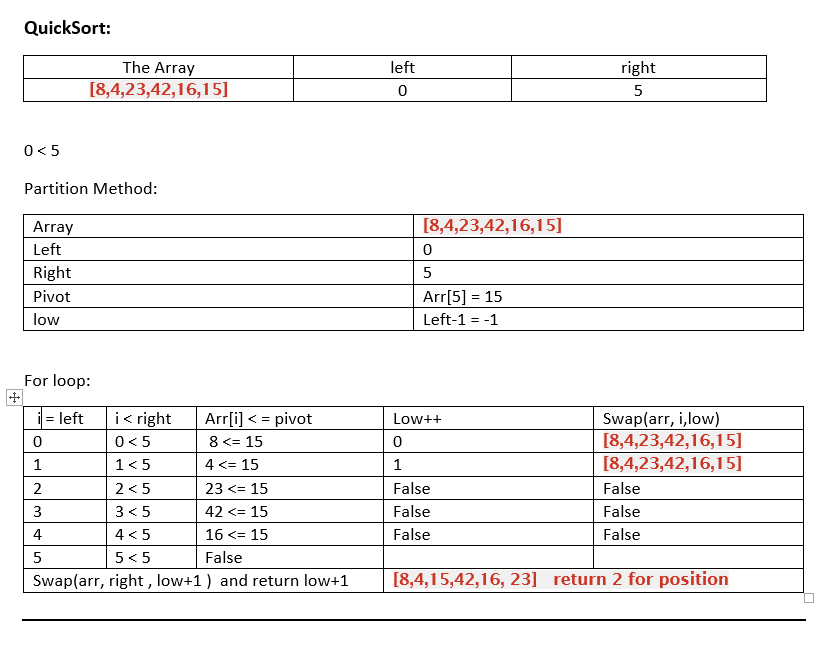 QuickSort:
The Array left right
[8,4,23,42,16,15] 0 5
0 < 5
Partition Method:
Array [8,4,23,42,16,15]
Left 0
Right 5
Pivot Arr[5] = 15
low Left-1 = -1
For loop:
i = left i < right Arr[i] < = pivot Low++ Swap(arr, i,low)
0 0 < 5 8 <= 15 0 [8,4,23,42,16,15]
1 1 < 5 4 <= 15 1 [8,4,23,42,16,15]
2 2 < 5 23 <= 15 False False
3 3 < 5 42 <= 15 False False
4 4 < 5 16 <= 15 False False
5 5 < 5 False
Swap(arr, right , low+1 ) and return low+1 [8,4,15,42,16, 23] return 2 for position